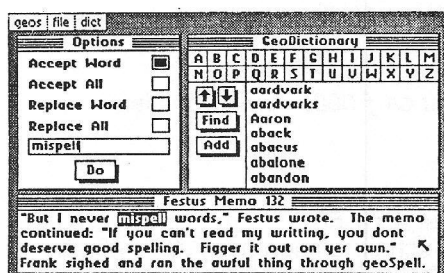 geos file dict
Options
Accept Word
Accept All
Replace Word
Replace All
mispell
Do
GeoDictionary
A B C D E F G H I J K L M
N O P Q R S T U V W X Y Z
Find
Add
aardvark
aardvarks
Aaron
aback
abacus
abalone
abandon
Festus Memo 132
"But I never mispell words," Festus wrote. The memo
continued: "If you can't read my writting, you dont
deserve good spelling. Figger it out on yer own."
Frank sighed and ran the awful thing through geoSpell.